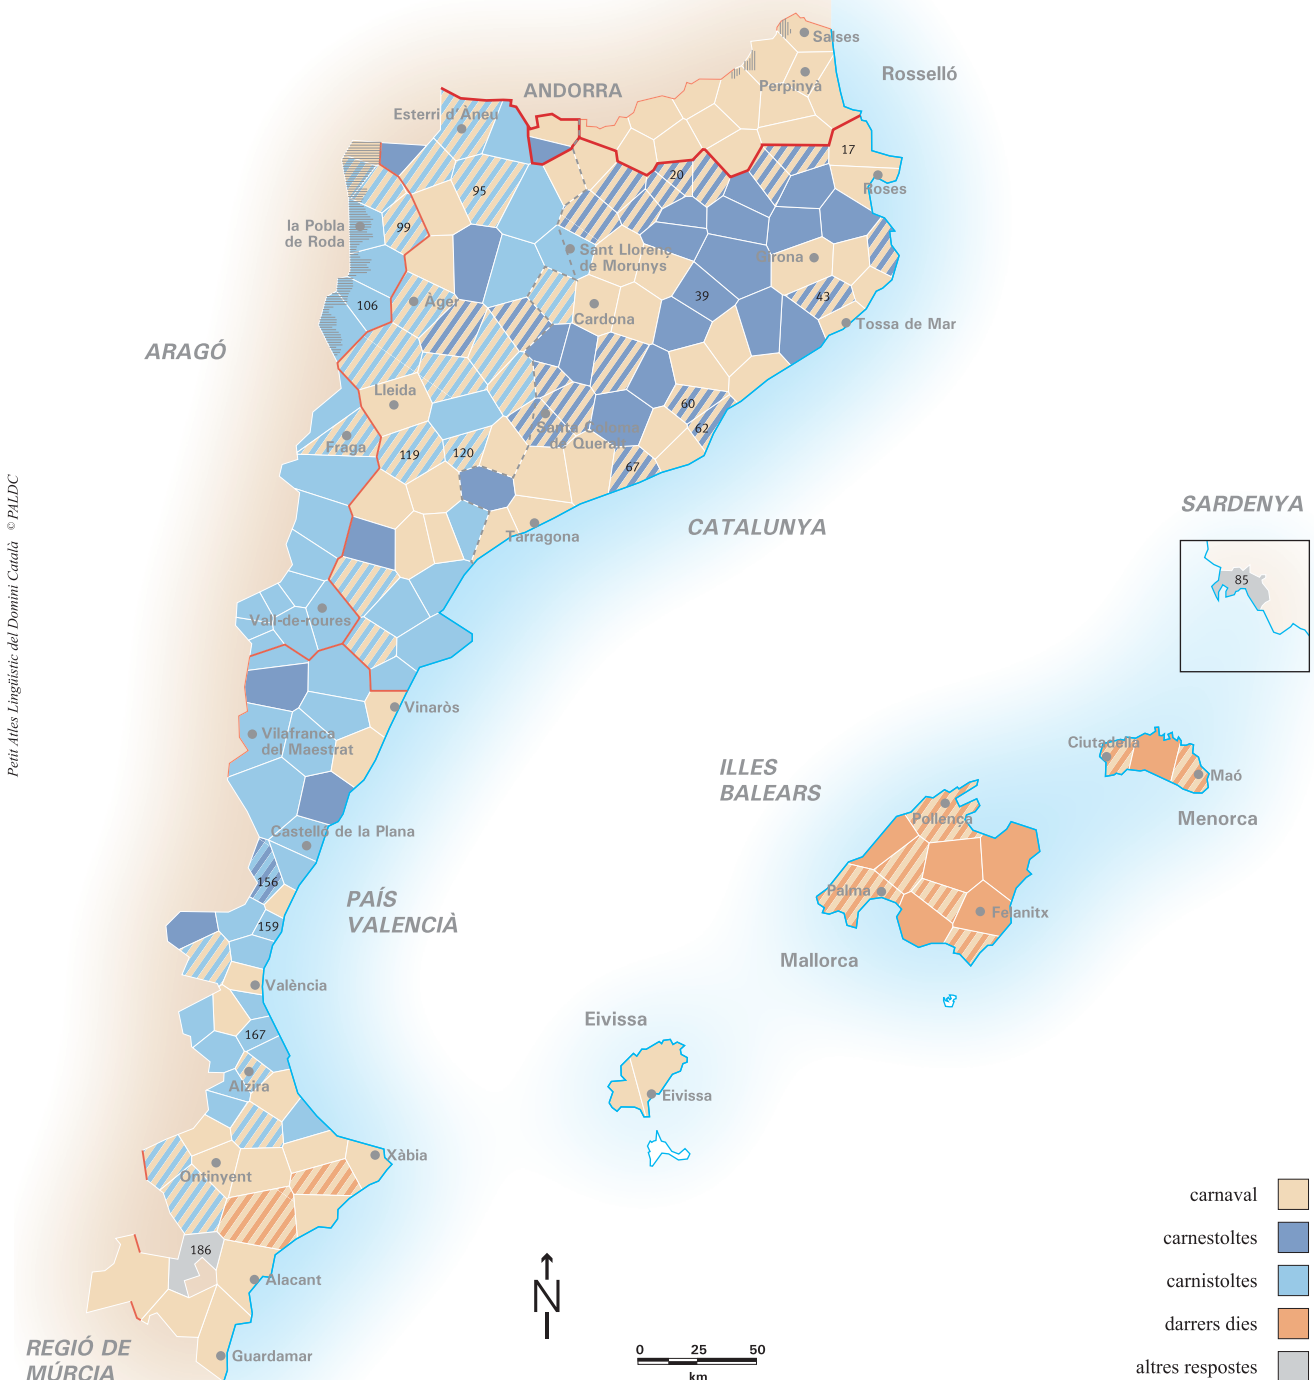 Salses
Rosselló
ANDORRA
Perpinyà
Esterri d'Àneu
17
20
Roses
95
99
la Pobla
de Roda
Sant Llorenç
de Morunys
Girona
39
43
106
Àger
Cardona
Tossa de Mar
ARAGÓ
Lleida
60
62
Santa Coloma
de Queralt
Fraga
119
120
67
SARDENYA
CATALUNYA
Tarragona
85
Petit Atles Lingüístic del Domini Català © PALDC
Vall-de-roures
Vinaròs
Vilafranca
del Maestrat
ILLES
BALEARS
Ciutadella
Maó
Menorca
Pollença
Castelló de la Plana
156
PAÍS
VALENCIÀ
Palma
Felanitx
159
Mallorca
València
Eivissa
167
Alzira
Eivissa
Xàbia
Ontinyent
186
Alacant
carnaval
carnestoltes
carnistoltes
darrers dies
altres respostes
N
REGIÓ DE
MÚRCIA
Guardamar
0 25 50
km